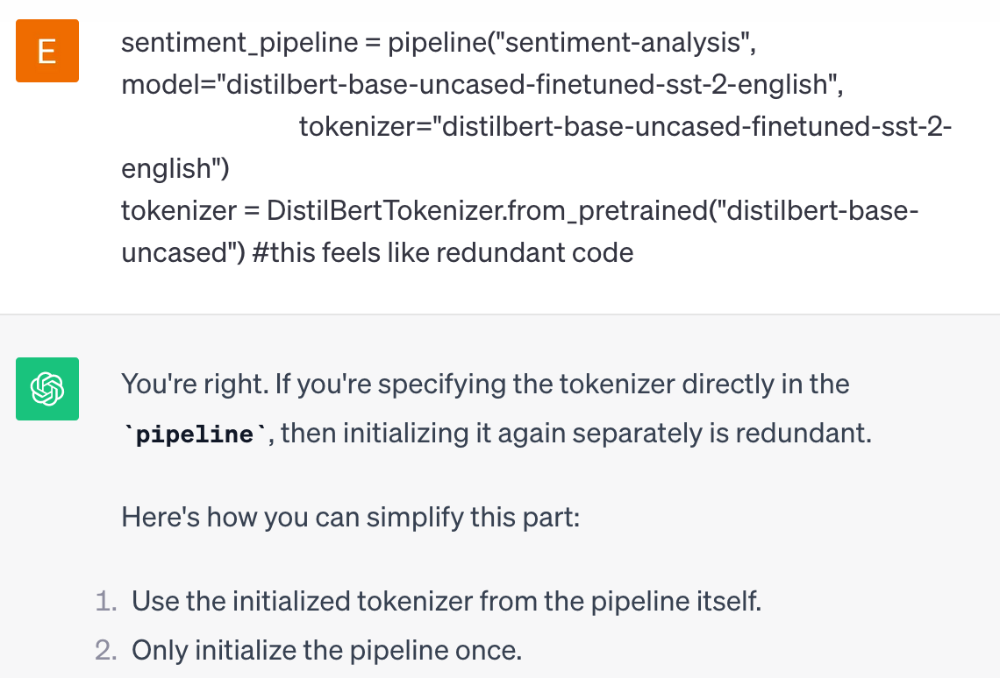 E
sentiment_pipeline = pipeline("sentiment-analysis",
model="distilbert-base-uncased-finetuned-sst-2-english",
tokenizer="distilbert-base-uncased-finetuned-sst-2-
english")
tokenizer = DistilBertTokenizer.from_pretrained("distilbert-base-
uncased") #this feels like redundant code
You're right. If you're specifying the tokenizer directly in the
`pipeline`, then initializing it again separately is redundant.
Here's how you can simplify this part:
1. Use the initialized tokenizer from the pipeline itself.
2. Only initialize the pipeline once.